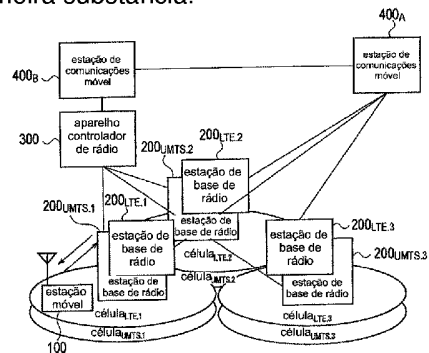 neira substância.
400A
estação de
comunicações
móvel
400B
estação de
comunicações
móvel
300
aparelho
controlador
de rádio
200UMTS.2
200LTE.2
estação
de base
de rádio
de base
de rádio
200UMTS.1
200LTE.1
estação
de base
de rádio
estação
de base
de rádio
200LTE.3
estação
de base
de rádio
estação
de base
de rádio
200UMTS.3
célulaLTE.2
célulaUMTS.2
estação
móvel
100
célulaLTE.1
célulaUMTS.1
célulaLTE.3
célulaUMTS.3